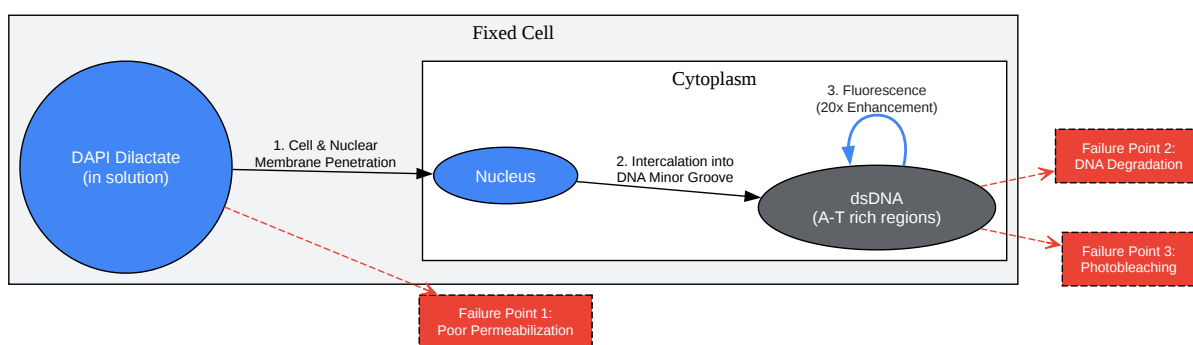 Fixed Cell
Cytoplasm
3. Fluorescence
(20x Enhancement)
DAPI Dilactate
(in solution)
1. Cell & Nuclear
Membrane Penetration
Nucleus
2. Intercalation into
DNA Minor Groove
dsDNA
(A-T rich regions)
Failure Point 2:
DNA Degradation
Failure Point 3:
Photobleaching
Failure Point 1:
Poor Permeabilization